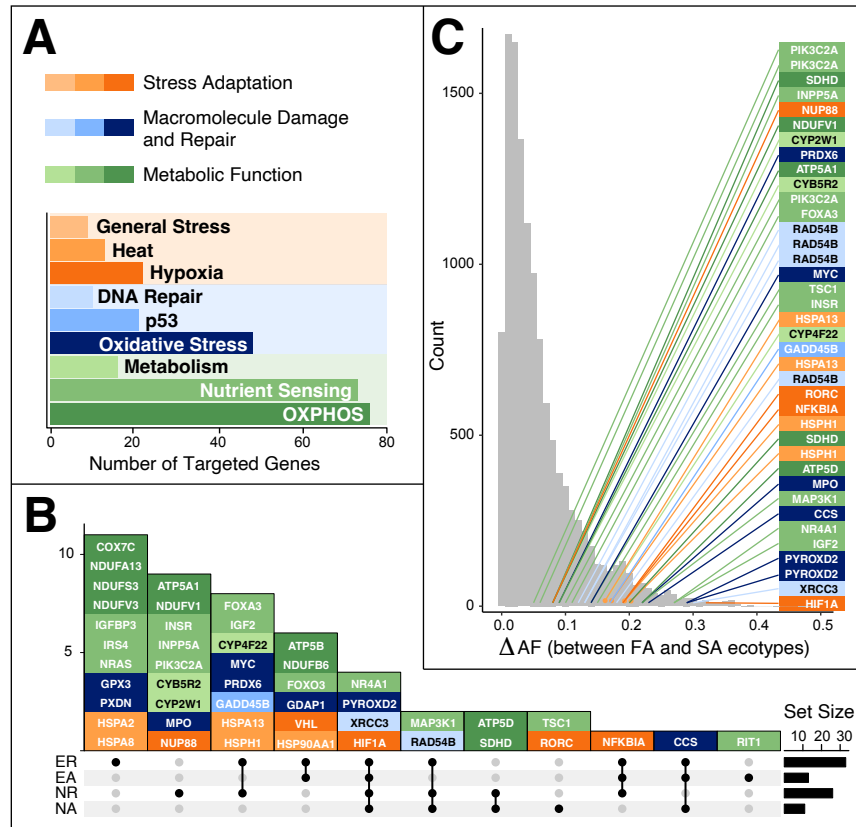 A
Stress Adaptation
Macromolecule Damage
and Repair
Metabolic Function
General Stress
Heat
Hypoxia
DNA Repair
p53
Oxidative Stress
Metabolism
Nutrient Sensing
OXPHOS
0 20 40 60 80
Number of Targeted Genes
B
10
5
COX7C
NDUFA13
NDUFS3
NDUFV3
IGFBP3
IRS4
NRAS
GPX3
PXDN
HSPA2
HSPA8
ATP5A1
NDUFV1
INSR
INPP5A
PIK3C2A
CYB5R2
CYP2W1
MPO
NUP88
FOXA3
IGF2
CYP4F22
MYC
PRDX6
GADD45B
HSPA13
HSPH1
ATP5B
NDUFB6
FOXO3
GDAP1
VHL
HSP90AA1
NR4A1
PYROXD2
XRCC3
HIF1A
MAP3K1
RAD54B
ATP5D
SDHD
TSC1
RORC
NFKBIA
CCS
RIT1
Set Size
10 20 30
ER
EA
NR
NA
C
1500
1000
500
0
Count
0.0 0.1 0.2 0.3 0.4 0.5
Δ AF (between FA and SA ecotypes)
PIK3C2A
PIK3C2A
SDHD
INPP5A
NUP88
NDUFV1
CYP2W1
PRDX6
ATP5A1
CYB5R2
PIK3C2A
FOXA3
RAD54B
RAD54B
RAD54B
MYC
TSC1
INSR
HSPA13
CYP4F22
GADD45B
HSPA13
RAD54B
RORC
NFKBIA
HSPH1
SDHD
HSPH1
ATP5D
MPO
MAP3K1
CCS
NR4A1
IGF2
PYROXD2
PYROXD2
XRCC3
HIF1A